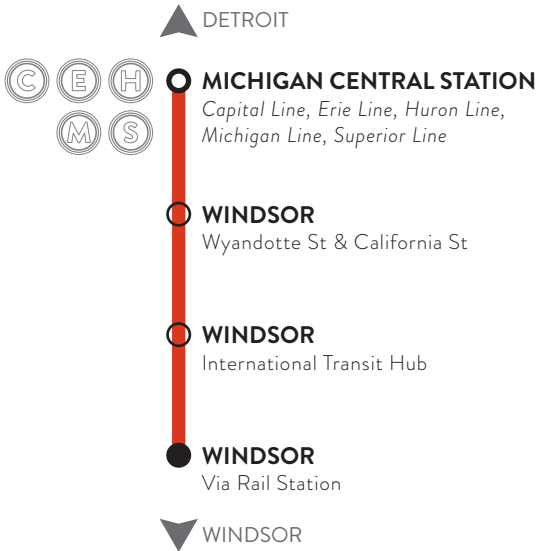 DETROIT
C E H
MICHIGAN CENTRAL STATION
Capital Line, Erie Line, Huron Line,
M S
Michigan Line, Superior Line
WINDSOR
Wyandotte St & California St
WINDSOR
International Transit Hub
WINDSOR
Via Rail Station
WINDSOR